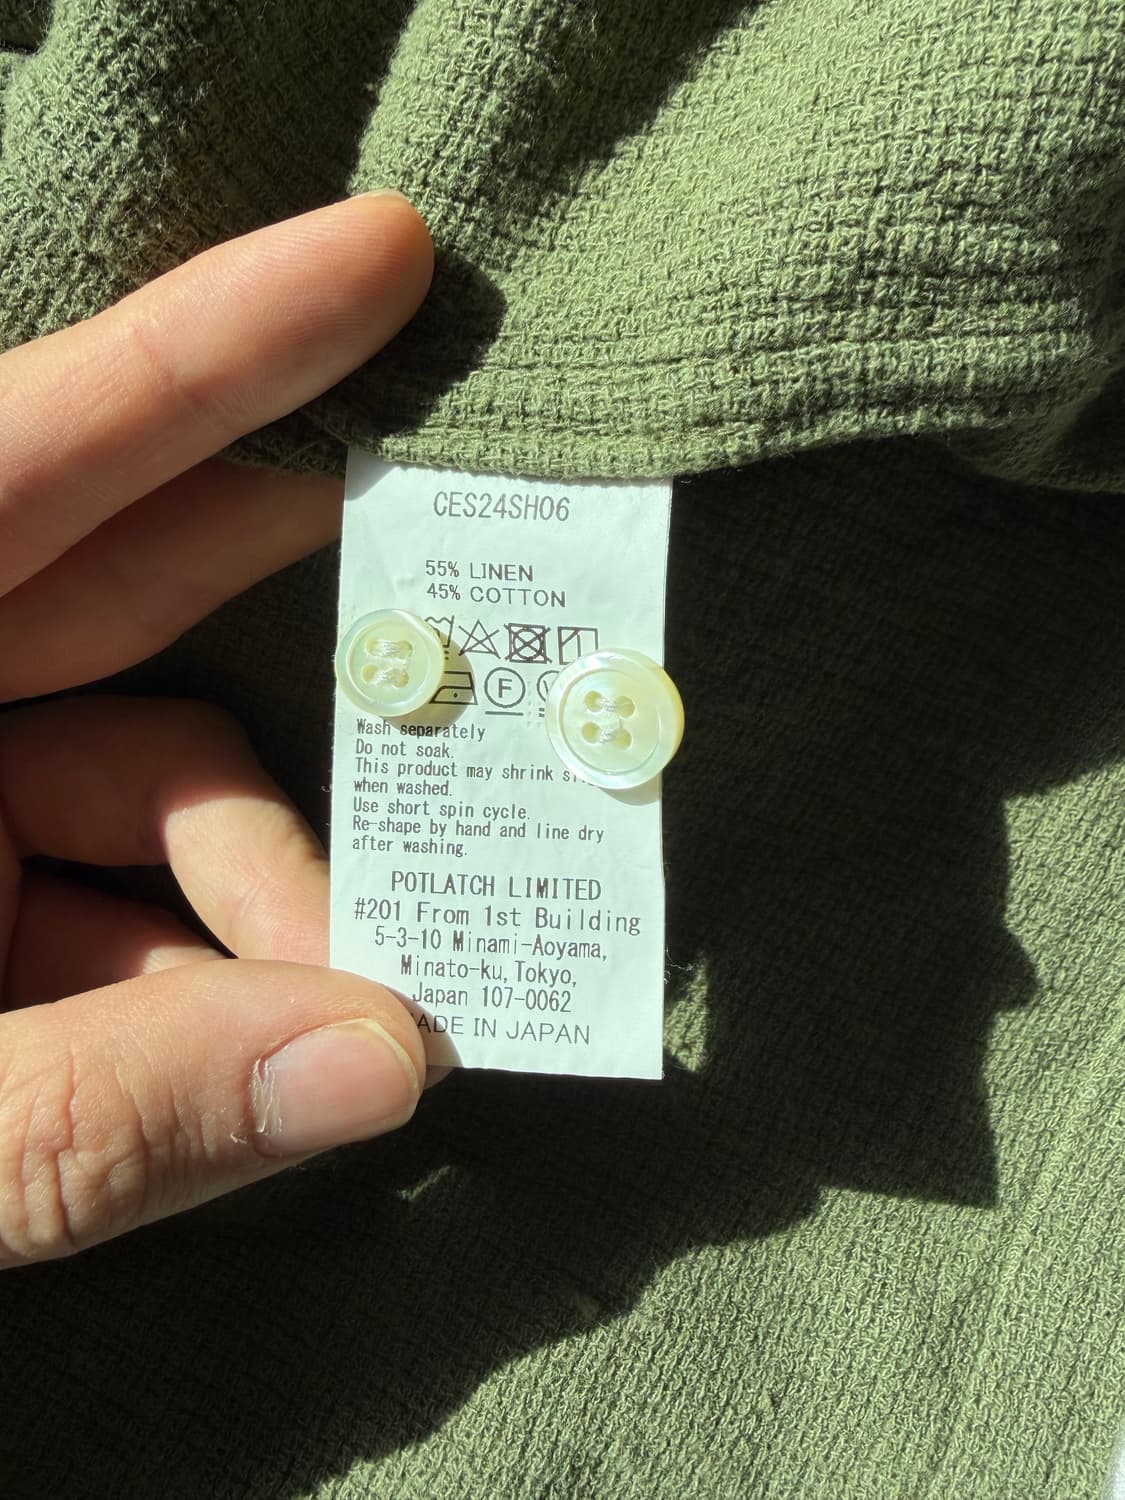 CES24SH06
55% LINEN
45% COTTON
F
Wash separately
Do not soak.
This product may shrink
when washed.
Use short spin cycle.
Re-shape by hand and line dry
after washing.
POTLATCH LIMITED
#201 From 1st Building
5-3-10 Minami-Aoyama,
Minato-ku,Tokyo,
Japan 107-0062
MADE IN JAPAN